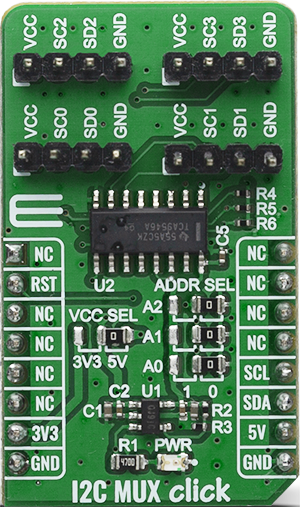 VCC SC2 SD2 GND VCC SC3 SD3 GND
VCC SC0 SD0 GND VCC SC1 SD1 GND
R4
R5
R6
C5
U2 ADDR SEL
VCC SEL
3V3 5V
A2
A1
A0
C2 U1 1 0
C1 R2
R3
R1 PWR
4700
NC
RST
NC
NC
NC
NC
3V3
GND
NC
NC
NC
NC
SCL
SDA
5V
GND
I2C MUX click